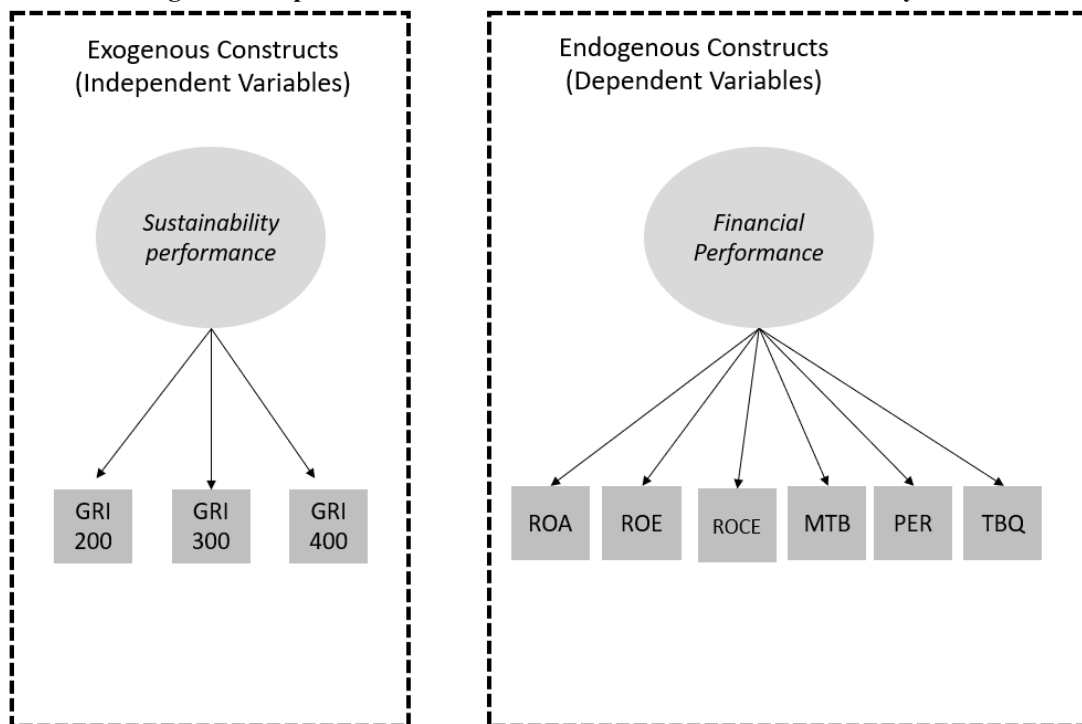 Exogenous Constructs
(Independent Variables)
Sustainability
performance
GRI
200
GRI
300
GRI
400
Endogenous Constructs
(Dependent Variables)
Financial
Performance
ROA
ROE
ROCE
MTB
PER
TBQ